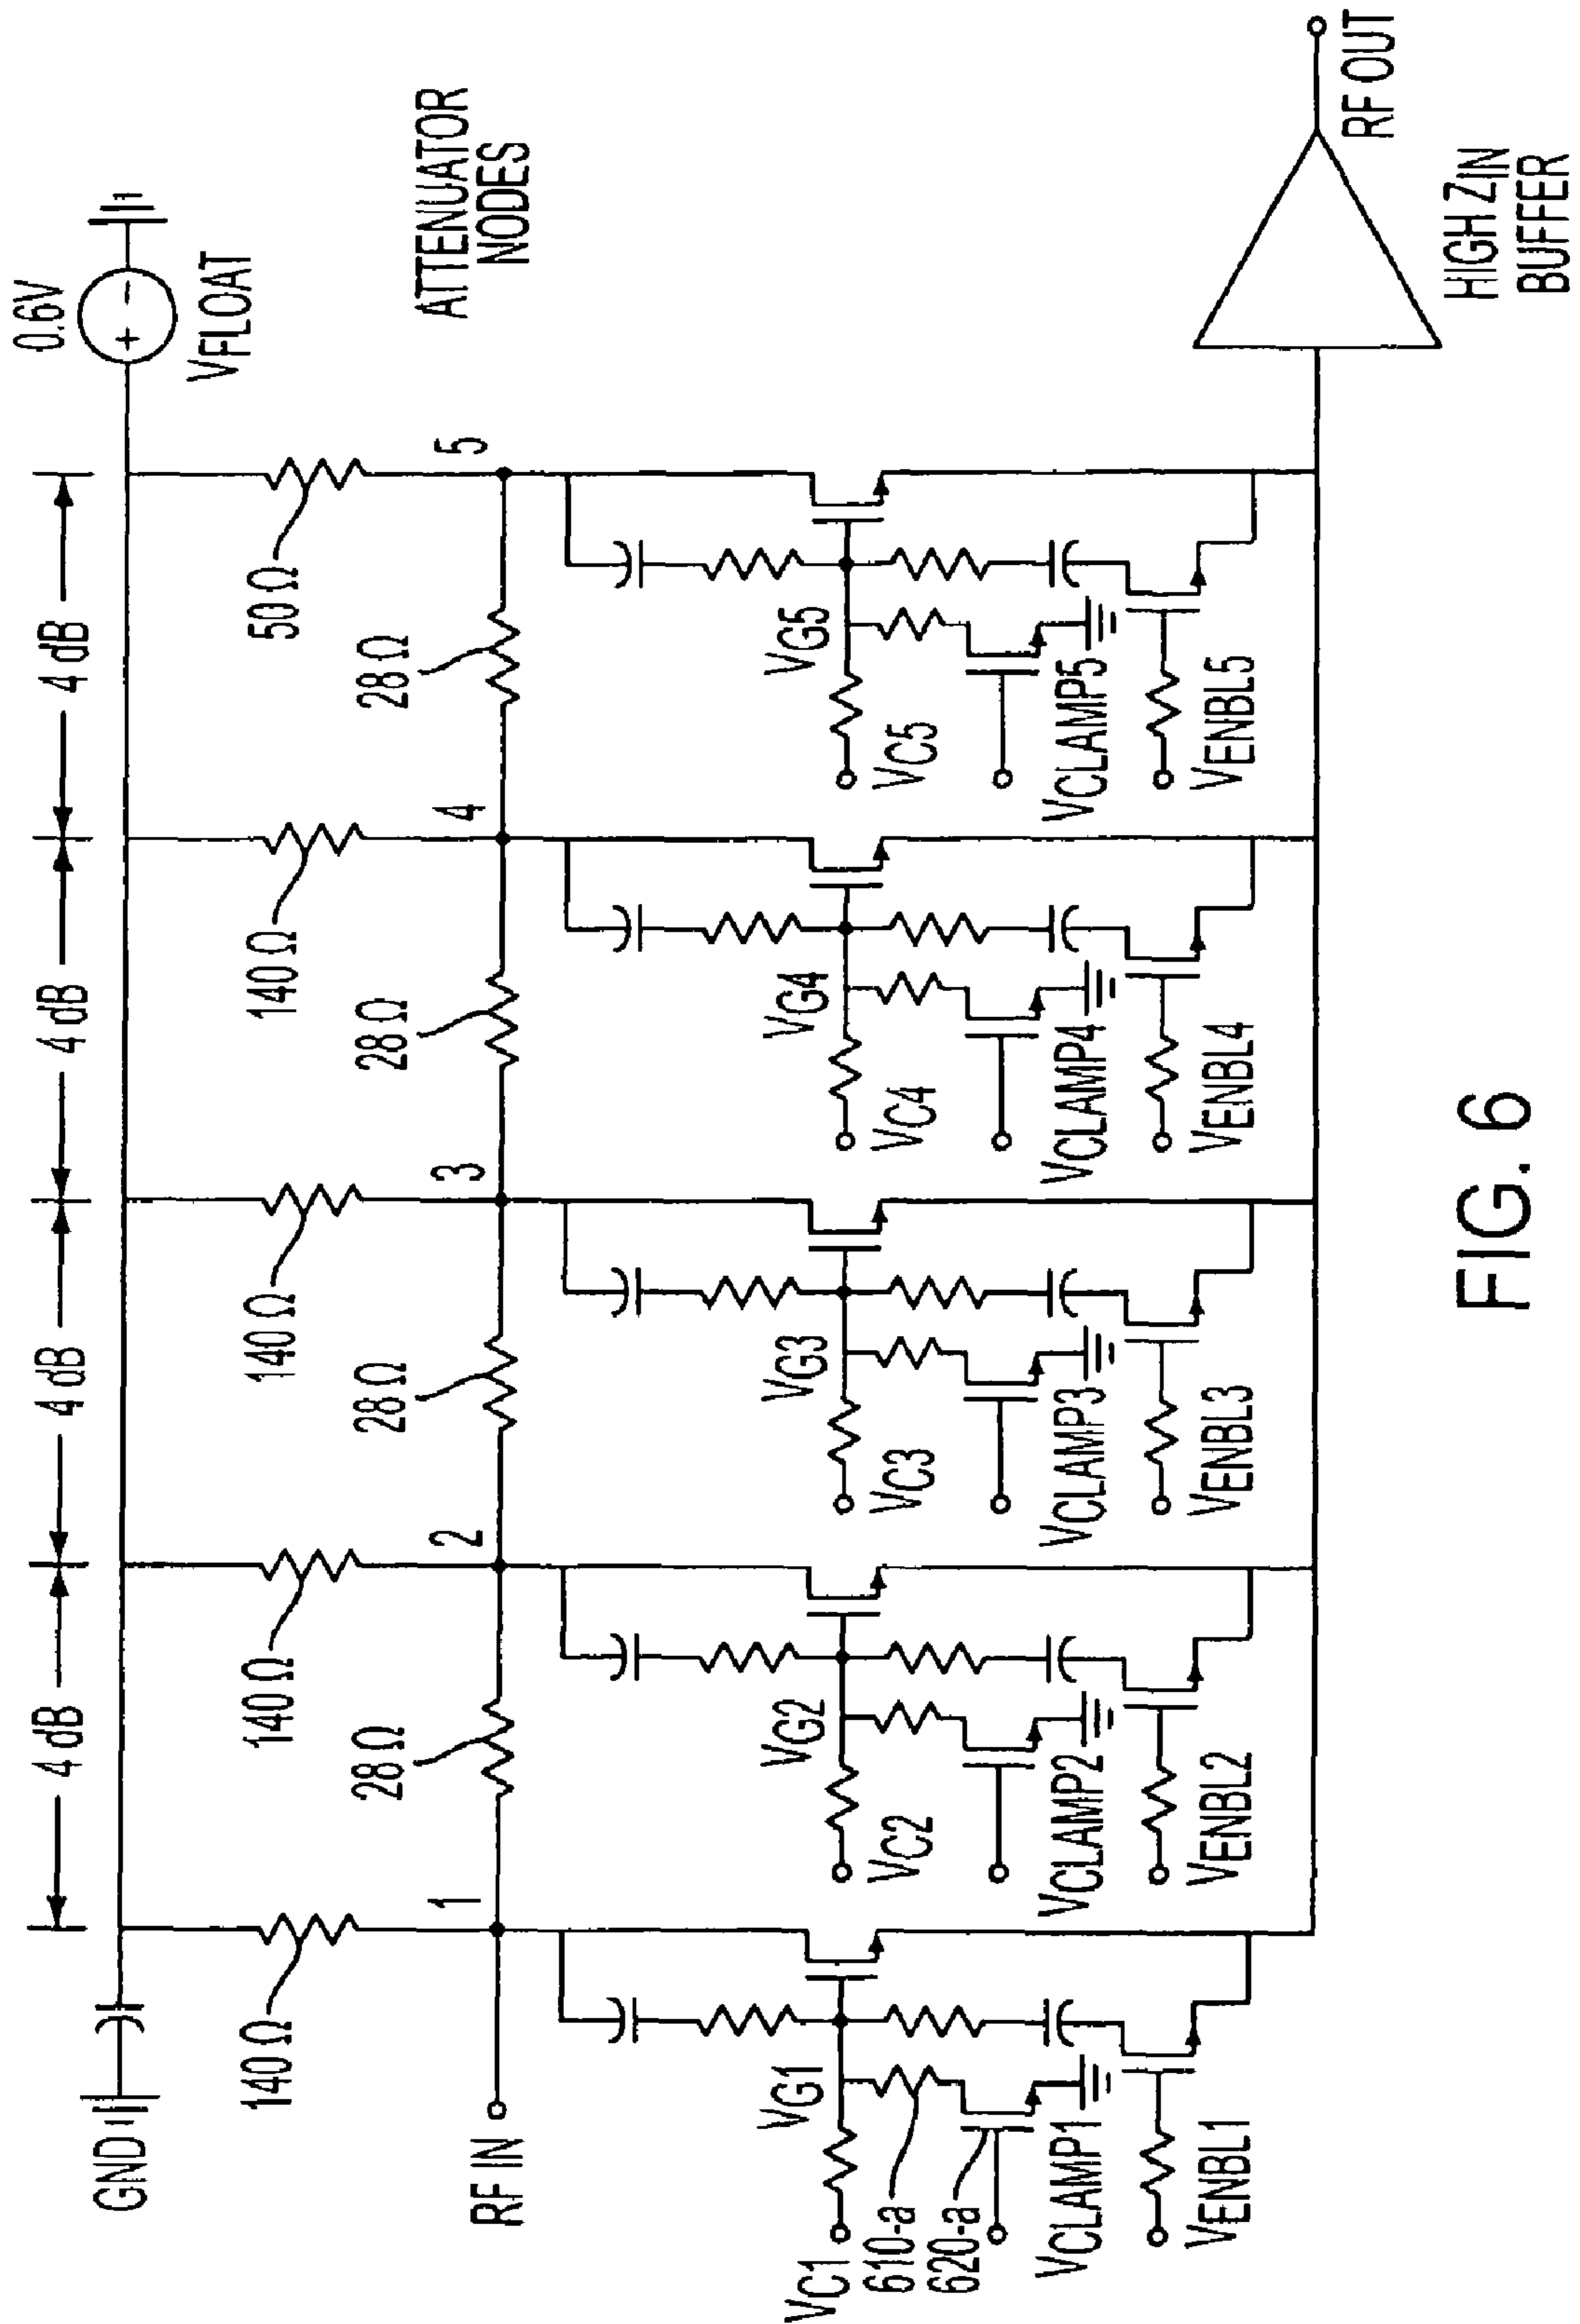 GND
4 dB
4 dB
4 dB
4 dB
0.6V
VFLOAT
140 Ω
140 Ω
140 Ω
140 Ω
50 Ω
28 Ω
28 Ω
28 Ω
28 Ω
ATTENUATOR
NODES
1
2
3
4
5
RF IN
VG1
VG2
VG3
VG4
VG5
VC1
VC2
VC3
VC4
VC5
610-a
620-a
VCLAMP1
VCLAMP2
VCLAMP3
VCLAMP4
VCLAMP5
VENBL1
VENBL2
VENBL3
VENBL4
VENBL5
RF OUT
HIGH ZIN
BUFFER
FIG. 6